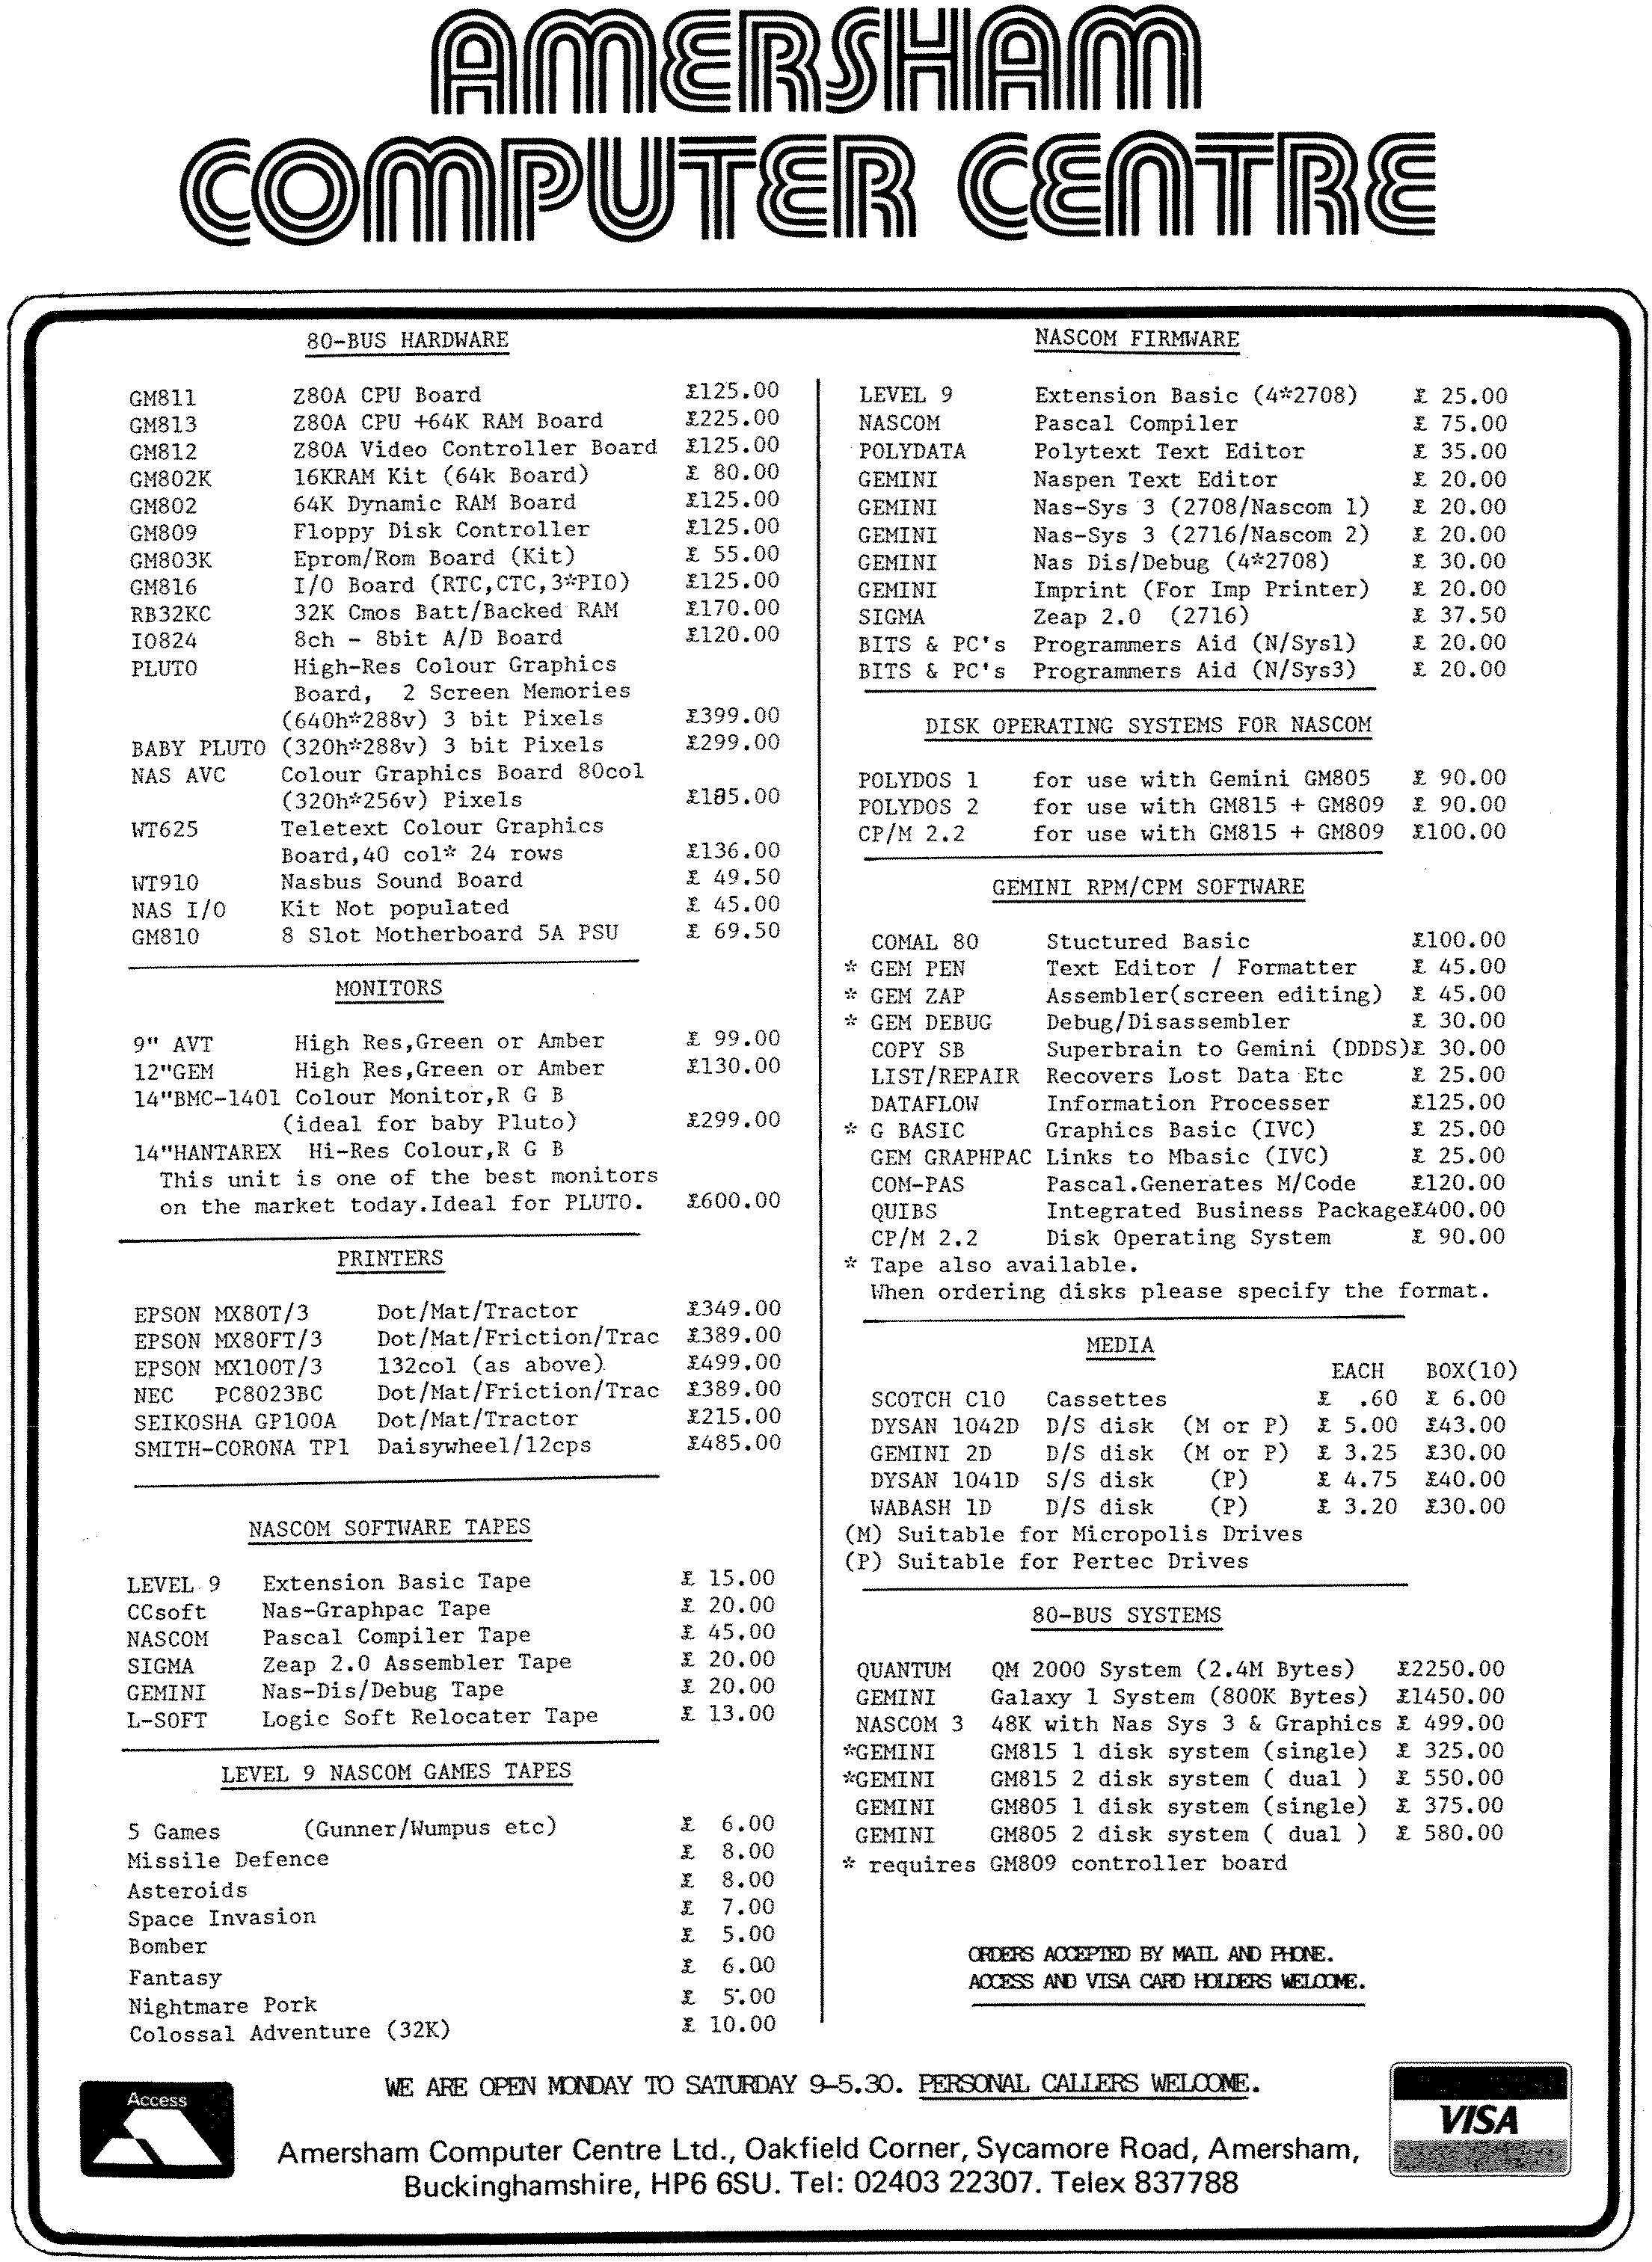 AMERSHAM
COMPUTER CENTRE
80-BUS HARDWARE
GM811 Z80A CPU Board £125.00
GM813 Z80A CPU +64K RAM Board £225.00
GM812 Z80A Video Controller Board £125.00
GM802K 16KRAM Kit (64k Board) £ 80.00
GM802 64K Dynamic RAM Board £125.00
GM809 Floppy Disk Controller £125.00
GM803K Eprom/Rom Board (Kit) £ 55.00
GM816 I/O Board (RTC,CTC,3*PIO) £125.00
RB32KC 32K Cmos Batt/Backed RAM £170.00
IO824 8ch - 8bit A/D Board £120.00
PLUTO High-Res Colour Graphics
Board, 2 Screen Memories
(640h*288v) 3 bit Pixels £399.00
BABY PLUTO (320h*288v) 3 bit Pixels £299.00
NAS AVC Colour Graphics Board 80col
(320h*256v) Pixels £185.00
WT625 Teletext Colour Graphics
Board,40 col* 24 rows £136.00
WT910 Nasbus Sound Board £ 49.50
NAS I/O Kit Not populated £ 45.00
GM810 8 Slot Motherboard 5A PSU £ 69.50
MONITORS
9" AVT High Res,Green or Amber £ 99.00
12"GEM High Res,Green or Amber £130.00
14"BMC-1401 Colour Monitor,R G B
(ideal for baby Pluto) £299.00
14"HANTAREX Hi-Res Colour,R G B
This unit is one of the best monitors
on the market today.Ideal for PLUTO. £600.00
PRINTERS
EPSON MX80T/3 Dot/Mat/Tractor £349.00
EPSON MX80FT/3 Dot/Mat/Friction/Trac £389.00
EPSON MX100T/3 132col (as above) £499.00
NEC PC8023BC Dot/Mat/Friction/Trac £389.00
SEIKOSHA GP100A Dot/Mat/Tractor £215.00
SMITH-CORONA TP1 Daisywheel/12cps £485.00
NASCOM SOFTWARE TAPES
LEVEL 9 Extension Basic Tape £ 15.00
CCsoft Nas-Graphpac Tape £ 20.00
NASCOM Pascal Compiler Tape £ 45.00
SIGMA Zeap 2.0 Assembler Tape £ 20.00
GEMINI Nas-Dis/Debug Tape £ 20.00
L-SOFT Logic Soft Relocater Tape £ 13.00
LEVEL 9 NASCOM GAMES TAPES
5 Games (Gunner/Wumpus etc) £ 6.00
Missile Defence £ 8.00
Asteroids £ 8.00
Space Invasion £ 7.00
Bomber £ 5.00
Fantasy £ 6.00
Nightmare Pork £ 5.00
Colossal Adventure (32K) £ 10.00
NASCOM FIRMWARE
LEVEL 9 Extension Basic (4*2708) £ 25.00
NASCOM Pascal Compiler £ 75.00
POLYDATA Polytext Text Editor £ 35.00
GEMINI Naspen Text Editor £ 20.00
GEMINI Nas-Sys 3 (2708/Nascom 1) £ 20.00
GEMINI Nas-Sys 3 (2716/Nascom 2) £ 20.00
GEMINI Nas Dis/Debug (4*2708) £ 30.00
GEMINI Imprint (For Imp Printer) £ 20.00
SIGMA Zeap 2.0 (2716) £ 37.50
BITS & PC's Programmers Aid (N/Sys1) £ 20.00
BITS & PC's Programmers Aid (N/Sys3) £ 20.00
DISK OPERATING SYSTEMS FOR NASCOM
POLYDOS 1 for use with Gemini GM805 £ 90.00
POLYDOS 2 for use with GM815 + GM809 £ 90.00
CP/M 2.2 for use with GM815 + GM809 £100.00
GEMINI RPM/CPM SOFTWARE
COMAL 80 Stuctured Basic £100.00
* GEM PEN Text Editor / Formatter £ 45.00
* GEM ZAP Assembler(screen editing) £ 45.00
* GEM DEBUG Debug/Disassembler £ 30.00
COPY SB Superbrain to Gemini (DDDS)£ 30.00
LIST/REPAIR Recovers Lost Data Etc £ 25.00
DATAFLOW Information Processer £125.00
* G BASIC Graphics Basic (IVC) £ 25.00
GEM GRAPHPAC Links to Mbasic (IVC) £ 25.00
COM-PAS Pascal.Generates M/Code £120.00
QUIBS Integrated Business Package£400.00
CP/M 2.2 Disk Operating System £ 90.00
* Tape also available.
When ordering disks please specify the format.
MEDIA
EACH BOX(10)
SCOTCH C10 Cassettes £ .60 £ 6.00
DYSAN 1042D D/S disk (M or P) £ 5.00 £43.00
GEMINI 2D D/S disk (M or P) £ 3.25 £30.00
DYSAN 1041D S/S disk (P) £ 4.75 £40.00
WABASH 1D D/S disk (P) £ 3.20 £30.00
(M) Suitable for Micropolis Drives
(P) Suitable for Pertec Drives
80-BUS SYSTEMS
QUANTUM QM 2000 System (2.4M Bytes) £2250.00
GEMINI Galaxy 1 System (800K Bytes) £1450.00
NASCOM 3 48K with Nas Sys 3 & Graphics £ 499.00
*GEMINI GM815 1 disk system (single) £ 325.00
*GEMINI GM815 2 disk system ( dual ) £ 550.00
GEMINI GM805 1 disk system (single) £ 375.00
GEMINI GM805 2 disk system ( dual ) £ 580.00
* requires GM809 controller board
ORDERS ACCEPTED BY MAIL AND PHONE.
ACCESS AND VISA CARD HOLDERS WELCOME.
WE ARE OPEN MONDAY TO SATURDAY 9-5.30. PERSONAL CALLERS WELCOME.
Access
VISA
Amersham Computer Centre Ltd., Oakfield Corner, Sycamore Road, Amersham,
Buckinghamshire, HP6 6SU. Tel: 02403 22307. Telex 837788